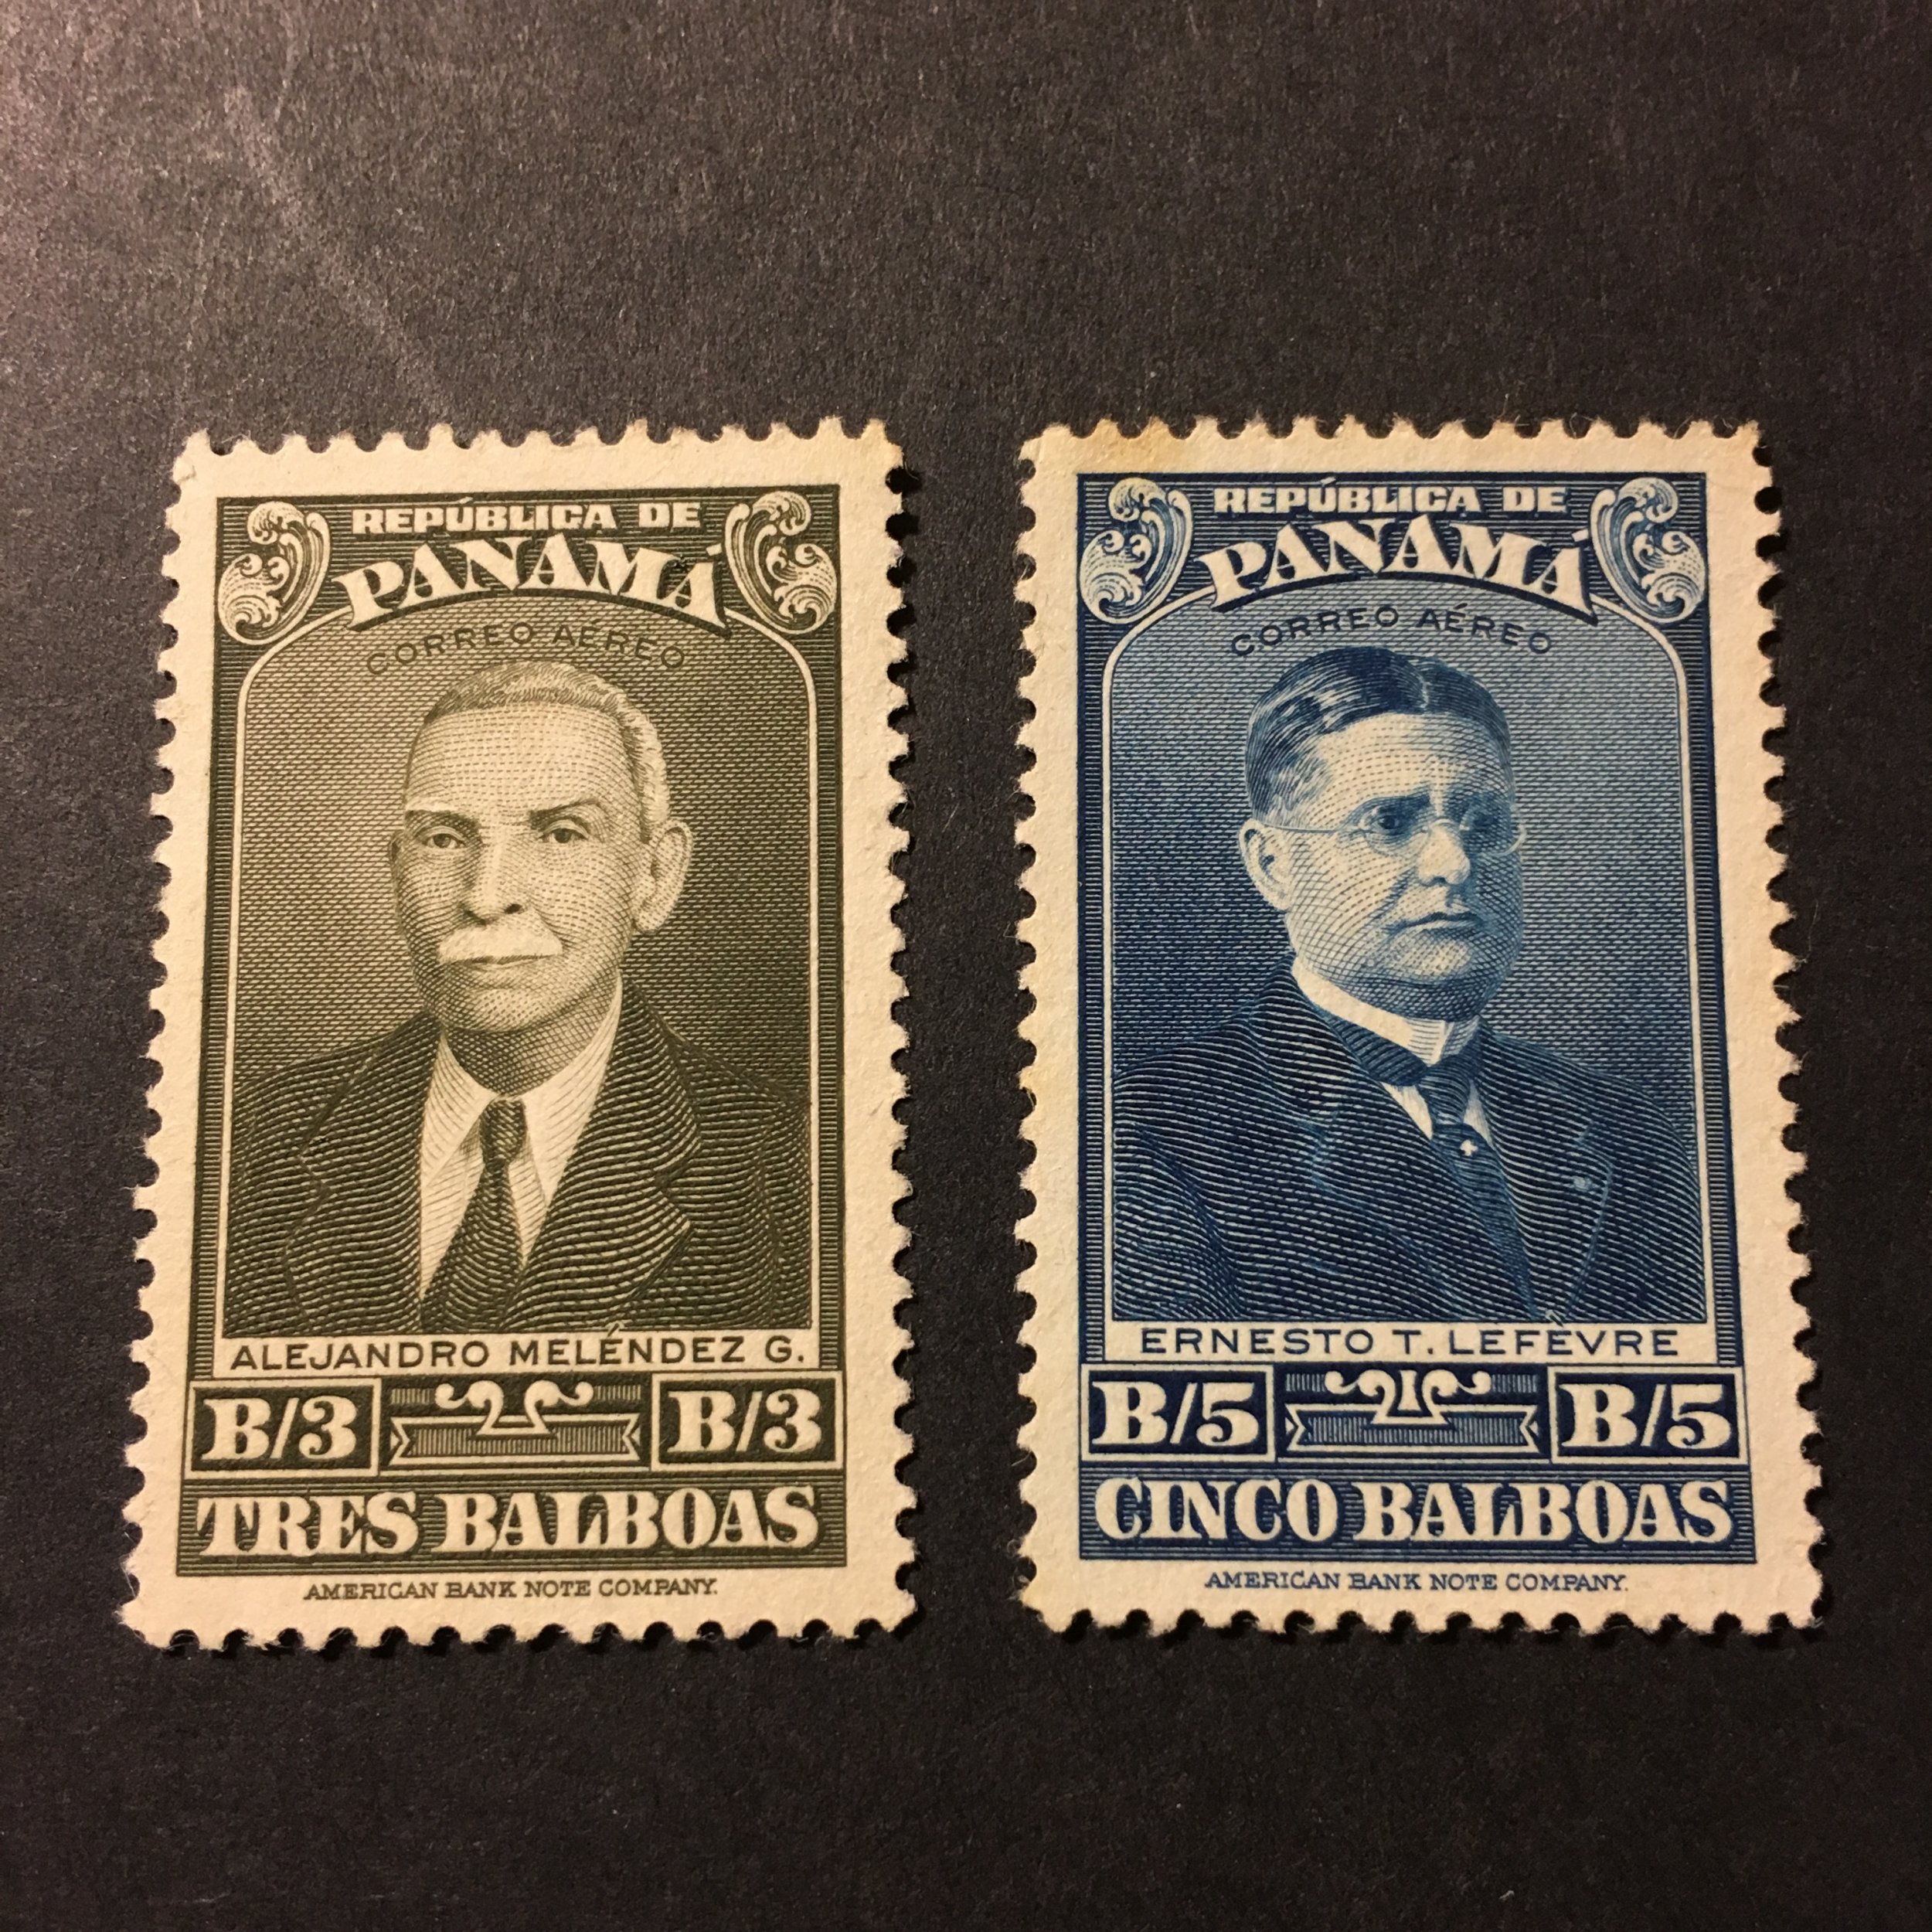 REPÚBLICA DE
PANAMÁ
CORREO AÉREO
ALEJANDRO MELÉNDEZ G.
B/3 B/3
TRES BALBOAS
AMERICAN BANK NOTE COMPANY.
REPÚBLICA DE
PANAMÁ
CORREO AÉREO
ERNESTO T. LEFEVRE
B/5 B/5
CINCO BALBOAS
AMERICAN BANK NOTE COMPANY.